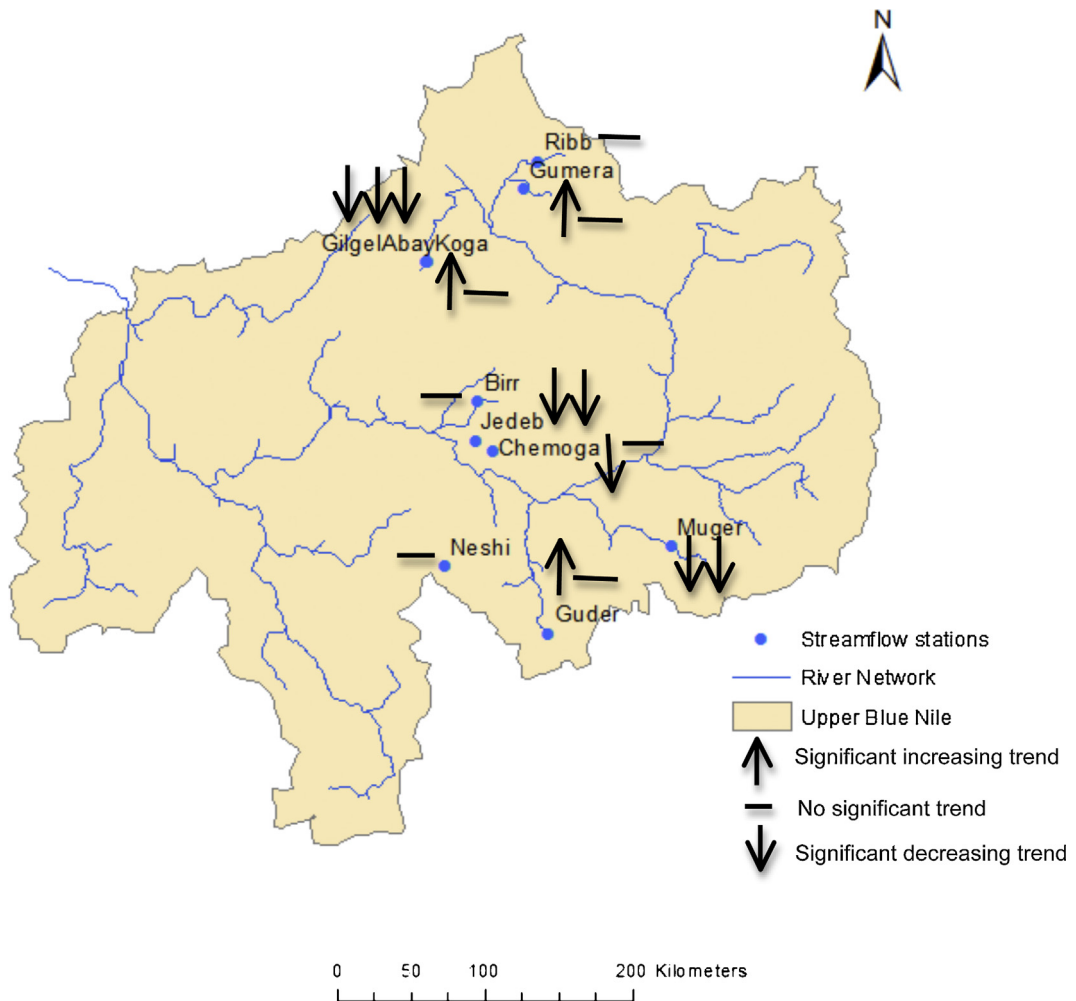 N
Ribb
Gumera
GilgelAbayKoga
Birr
Jedeb
Chemoga
Muger
Neshi
Guder
Streamflow stations
River Network
Upper Blue Nile
Significant increasing trend
No significant trend
Significant decreasing trend
0 50 100 200 Kilometers